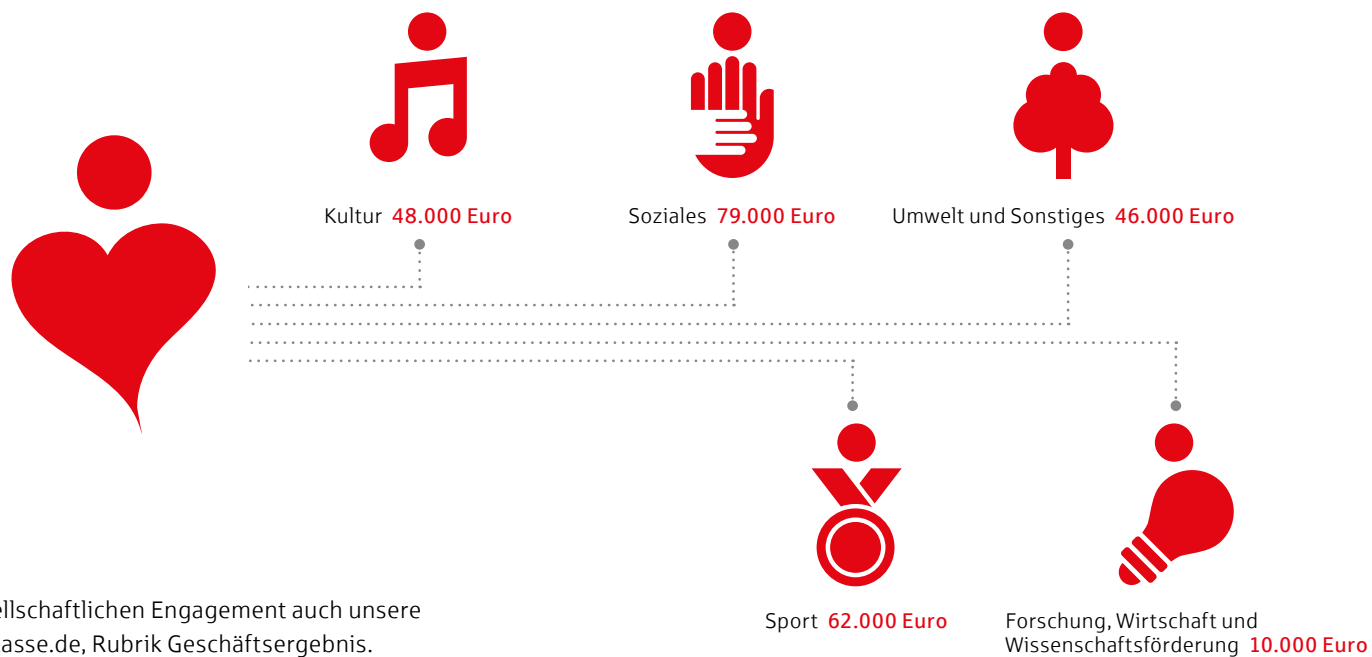 Kultur 48.000 Euro
Soziales 79.000 Euro
Umwelt und Sonstiges 46.000 Euro
Sport 62.000 Euro
Forschung, Wirtschaft und
Wissenschaftsförderung 10.000 Euro
ellschaftlichen Engagement auch unsere
asse.de, Rubrik Geschäftsergebnis.